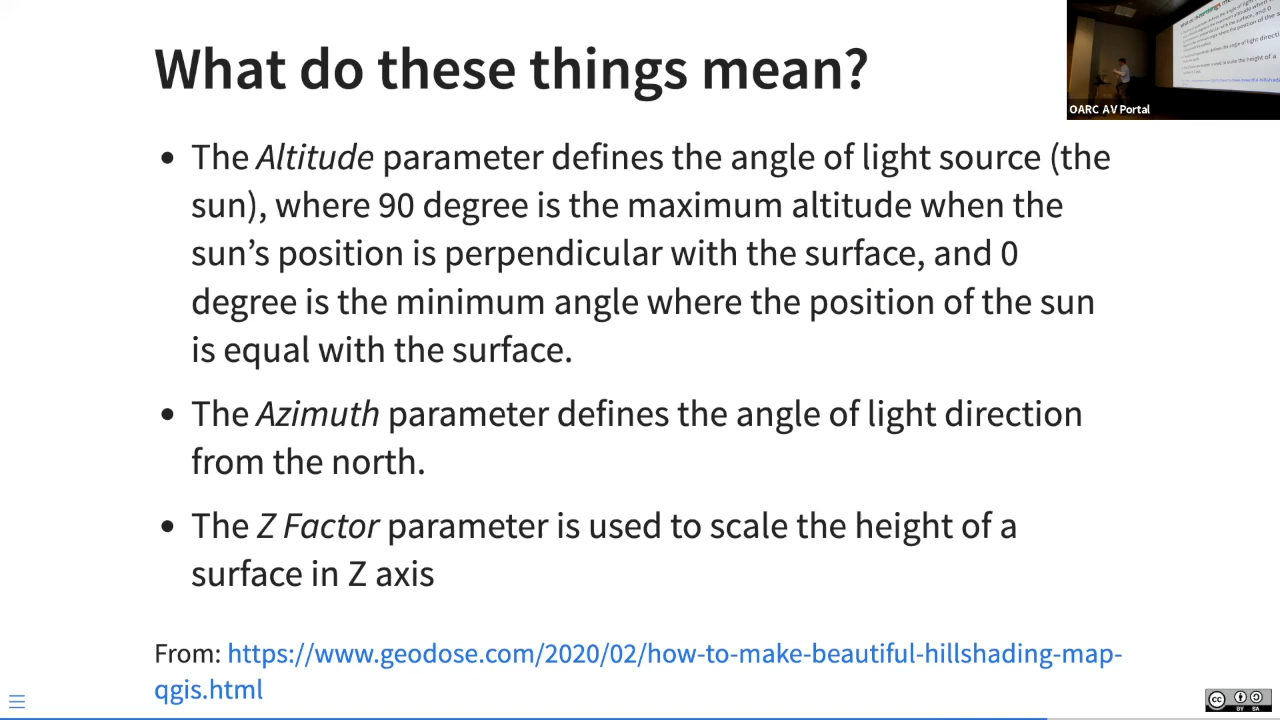 What do these things mean?
• The Altitude parameter defines the angle of light source (the
sun), where 90 degree is the maximum altitude when the
sun’s position is perpendicular with the surface, and 0
degree is the minimum angle where the position of the sun
is equal with the surface.
• The Azimuth parameter defines the angle of light direction
from the north.
• The Z Factor parameter is used to scale the height of a
surface in Z axis
From: https://www.geodose.com/2020/02/how-to-make-beautiful-hillshading-map-
qgis.html
OARC AV Portal
cc
BY SA